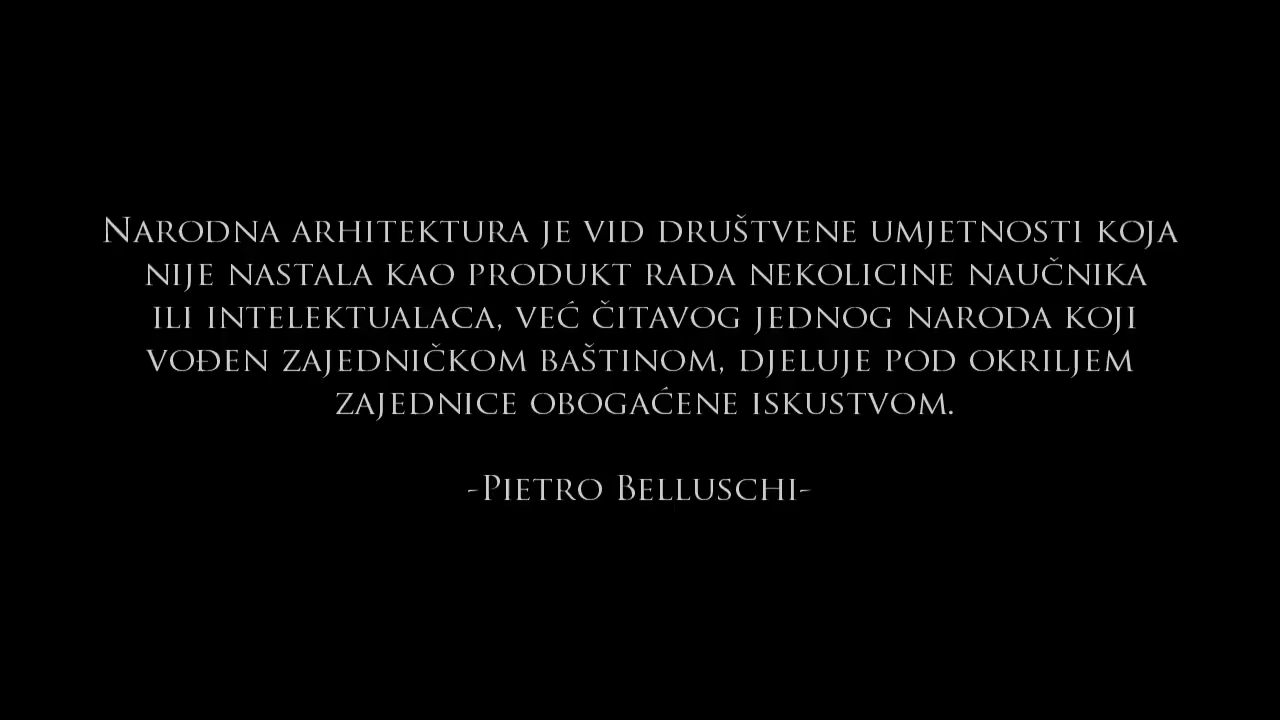 Narodna arhitektura je vid društvene umjetnosti koja
nije nastala kao produkt rada nekolicine naučnika
ili intelektualaca, već čitavog jednog naroda koji
vođen zajedničkom baštinom, djeluje pod okriljem
zajednice obogaćene iskustvom.
-Pietro Belluschi-